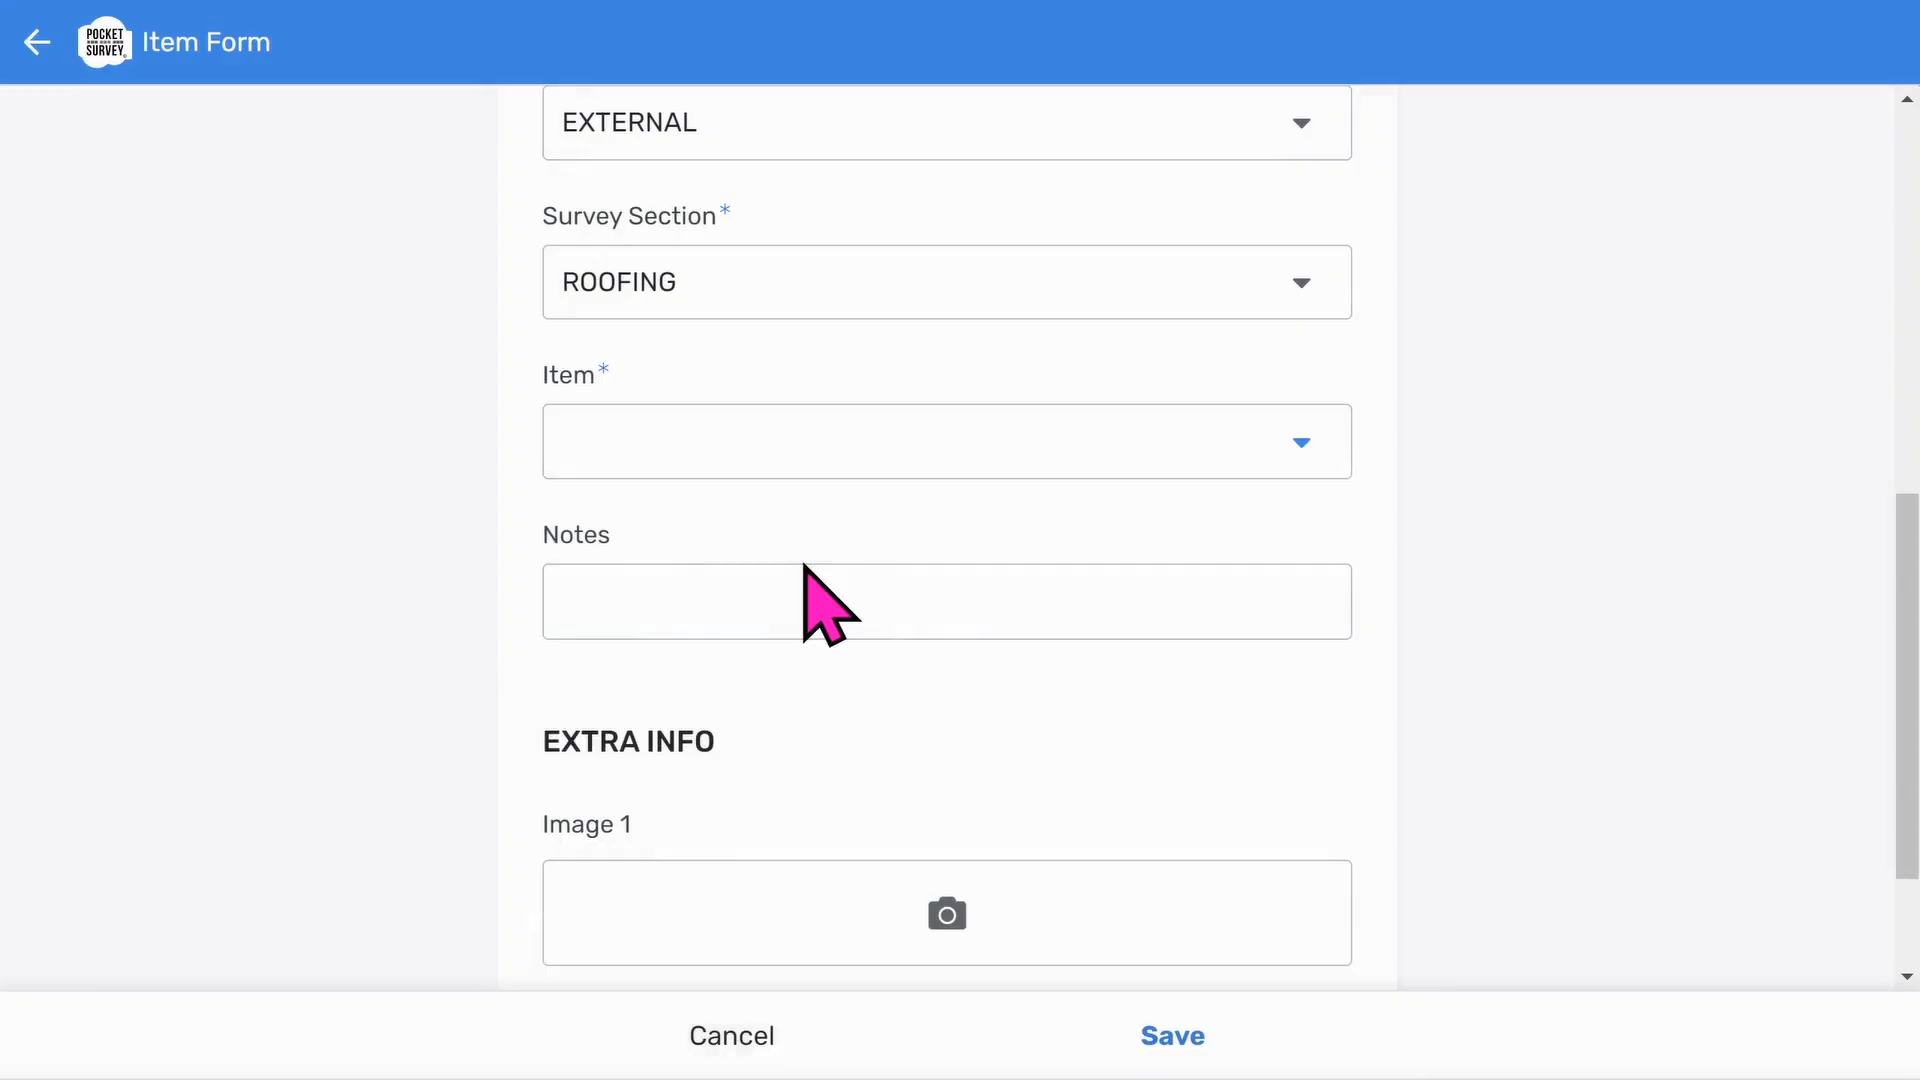 POCKET
SURVEY
Item Form
EXTERNAL
Survey Section*
ROOFING
Item*
Notes
EXTRA INFO
Image 1
Cancel
Save